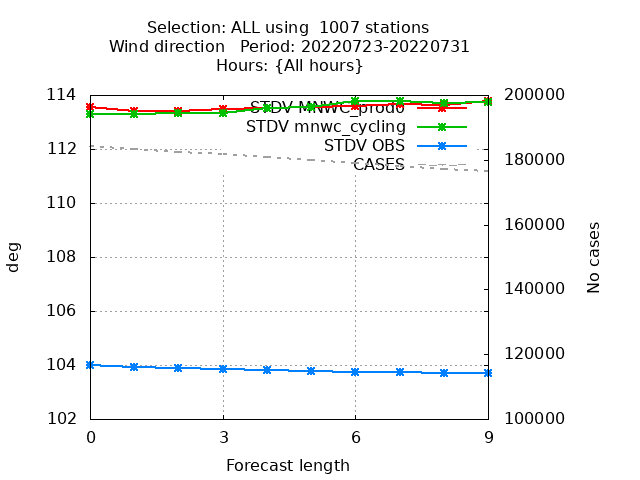 Selection: ALL using  1007 stations
Wind direction   Period: 20220723-20220731
Hours: {All hours}
114
112
110
108
106
104
102
deg
200000
180000
160000
140000
120000
100000
No cases
STDV MNWC_prod0
STDV mnwc_cycling
STDV OBS
CASES
0
3
6
9
Forecast length